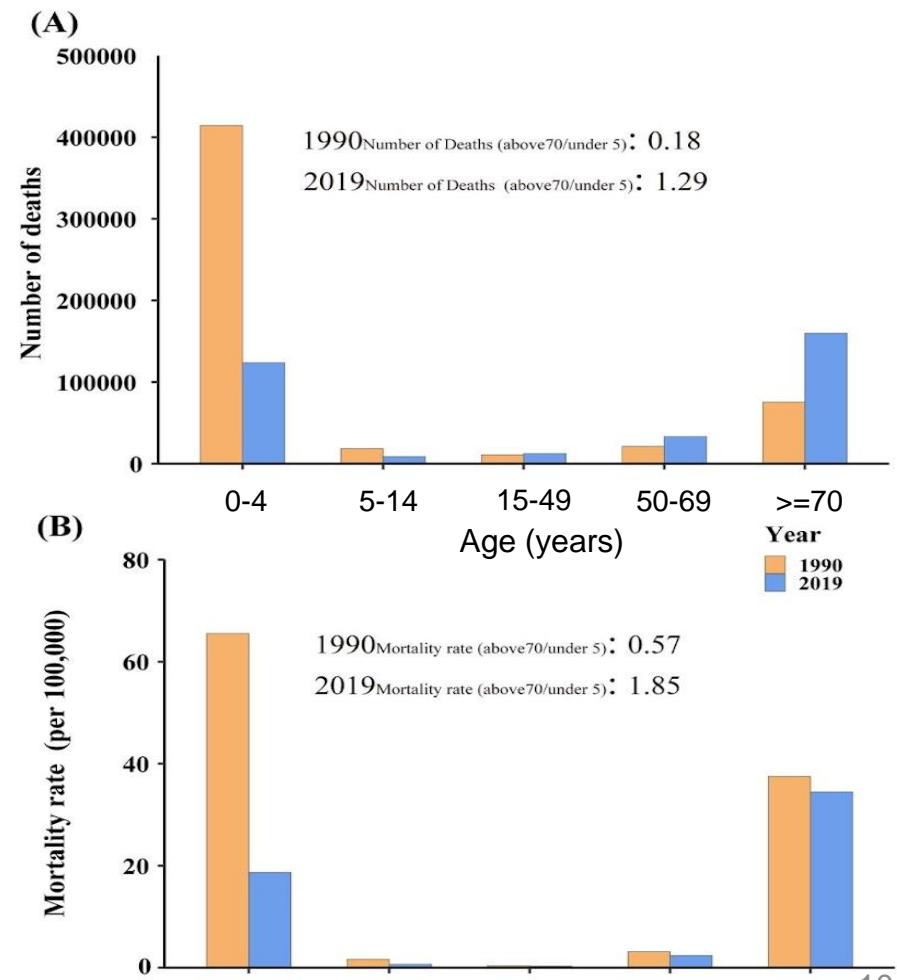 (A)
500000
400000
300000
200000
100000
0
Number of deaths
1990Number of Deaths (above70/under 5): 0.18
2019Number of Deaths (above70/under 5): 1.29
0-4 5-14 15-49 50-69 >=70
Age (years)
Year
1990
2019
(B)
80
60
40
20
0
Mortality rate (per 100,000)
1990Mortality rate (above70/under 5): 0.57
2019Mortality rate (above70/under 5): 1.85